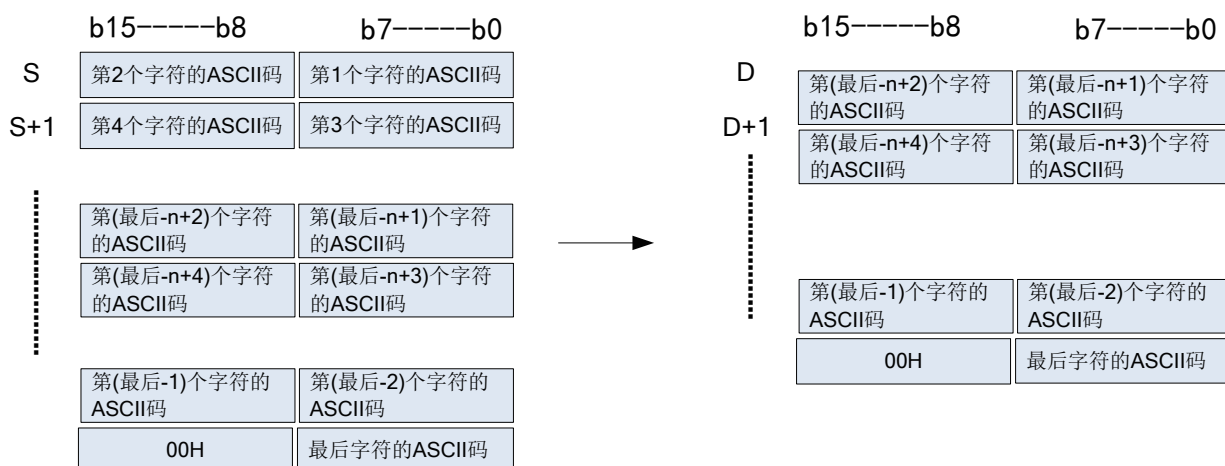 b15-----b8 b7-----b0
S 第2个字符的ASCII码 第1个字符的ASCII码
S+1 第4个字符的ASCII码 第3个字符的ASCII码
第(最后-n+2)个字符 第(最后-n+1)个字符
的ASCII码 的ASCII码
第(最后-n+4)个字符 第(最后-n+3)个字符
的ASCII码 的ASCII码
第(最后-1)个字符的 第(最后-2)个字符的
ASCII码 ASCII码
00H 最后字符的ASCII码
b15-----b8 b7-----b0
D 第(最后-n+2)个字符 第(最后-n+1)个字符
的ASCII码 的ASCII码
D+1 第(最后-n+4)个字符 第(最后-n+3)个字符
的ASCII码 的ASCII码
第(最后-1)个字符的 第(最后-2)个字符的
ASCII码 ASCII码
00H 最后字符的ASCII码